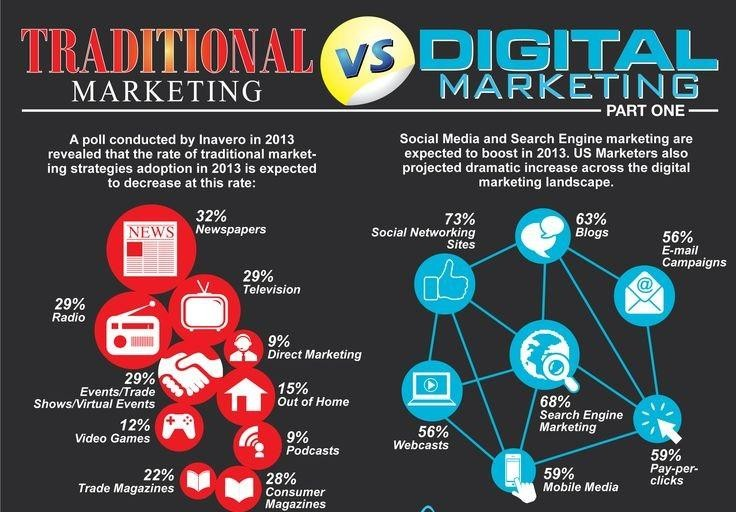 TRADITIONAL
MARKETING
VS
DIGITAL
MARKETING
PART ONE
A poll conducted by Inavero in 2013
revealed that the rate of traditional market-
ing strategies adoption in 2013 is expected
to decrease at this rate:
32%
Newspapers
NEWS
29%
Television
29%
Radio
9%
Direct Marketing
29%
Events/Trade
Shows/Virtual Events
15%
Out of Home
12%
Video Games
9%
Podcasts
22%
Trade Magazines
28%
Consumer
Magazines
Social Media and Search Engine marketing are
expected to boost in 2013. US Marketers also
projected dramatic increase across the digital
marketing landscape.
73%
Social Networking
Sites
63%
Blogs
56%
E-mail
Campaigns
@
68%
Search Engine
Marketing
56%
Webcasts
59%
Mobile Media
59%
Pay-per-
clicks